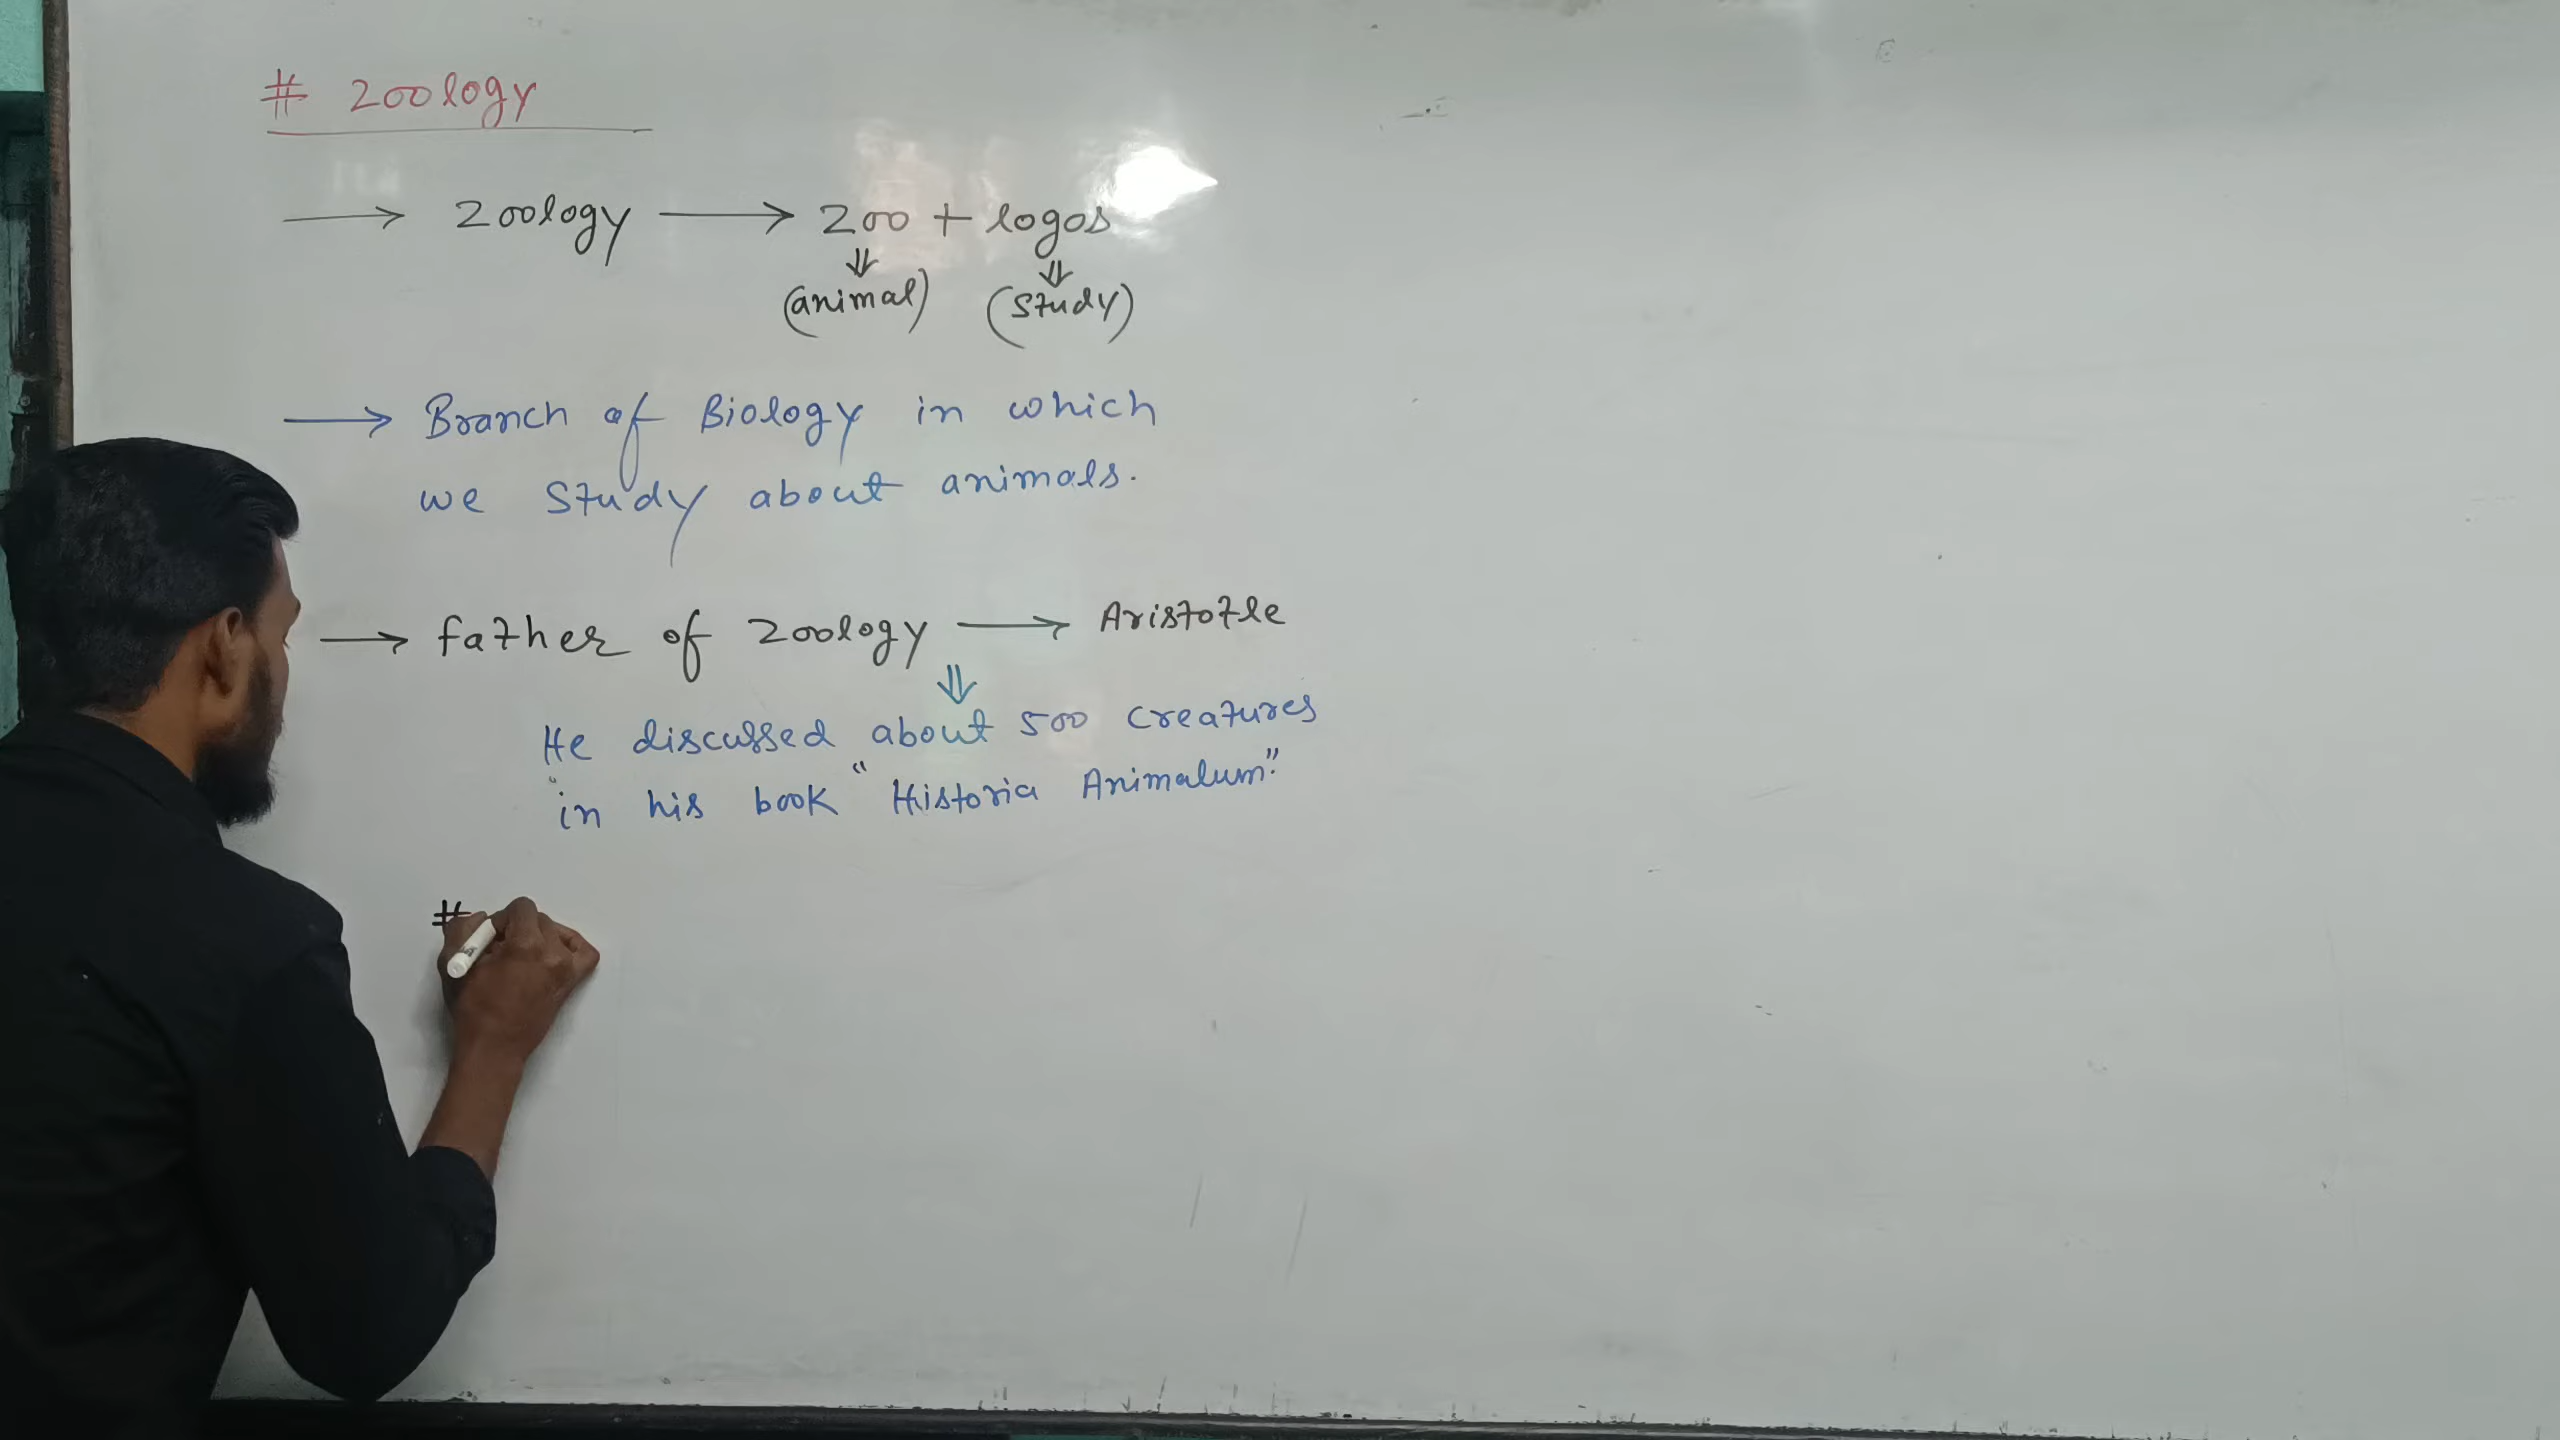 # Zoology
→ Zoology → Zoo + logos
⇓ ⇓
(animal) (study)
→ Branch of Biology in which
we study about animals.
→ father of Zoology → Aristotle
⇓
He discussed about 500 creatures
in his book "Historia Animalum".
#